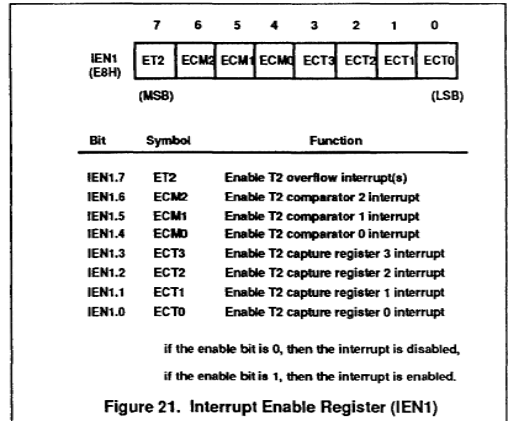 7 6 5 4 3 2 1 0
IEN1 (E8H) ET2 ECM2 ECM1 ECM0 ECT3 ECT2 ECT1 ECT0
(MSB) (LSB)
Bit Symbol Function
IEN1.7 ET2 Enable T2 overflow interrupt(s)
IEN1.6 ECM2 Enable T2 comparator 2 interrupt
IEN1.5 ECM1 Enable T2 comparator 1 interrupt
IEN1.4 ECM0 Enable T2 comparator 0 interrupt
IEN1.3 ECT3 Enable T2 capture register 3 interrupt
IEN1.2 ECT2 Enable T2 capture register 2 interrupt
IEN1.1 ECT1 Enable T2 capture register 1 interrupt
IEN1.0 ECT0 Enable T2 capture register 0 interrupt
if the enable bit is 0, then the interrupt is disabled,
if the enable bit is 1, then the interrupt is enabled.
Figure 21. Interrupt Enable Register (IEN1)